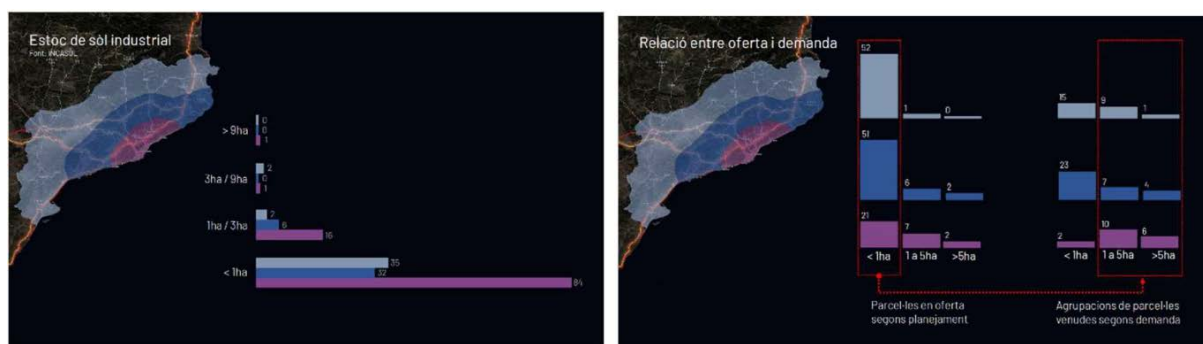 Estoc de sòl industrial
Font: INCASÒL
> 9ha
0
0
1
3ha / 9ha
2
0
1
1ha / 3ha
2
6
16
< 1ha
35
32
84
Relació entre oferta i demanda
52
1
0
15
9
1
51
6
2
23
7
4
21
7
2
2
10
6
< 1ha
1 a 5ha
>5ha
< 1ha
1 a 5ha
>5ha
Parcel·les en oferta
segons planejament
Agrupacions de parcel·les
venudes segons demanda